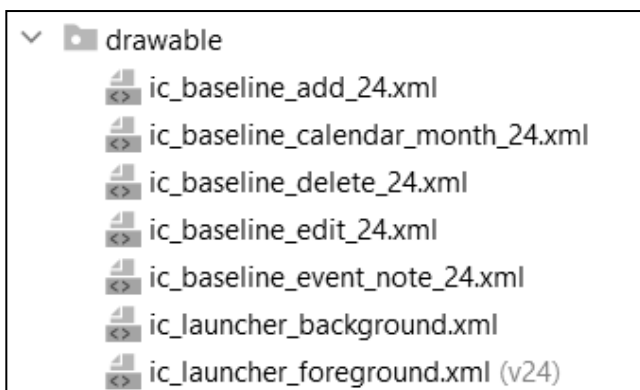 drawable
ic_baseline_add_24.xml
ic_baseline_calendar_month_24.xml
ic_baseline_delete_24.xml
ic_baseline_edit_24.xml
ic_baseline_event_note_24.xml
ic_launcher_background.xml
ic_launcher_foreground.xml (v24)